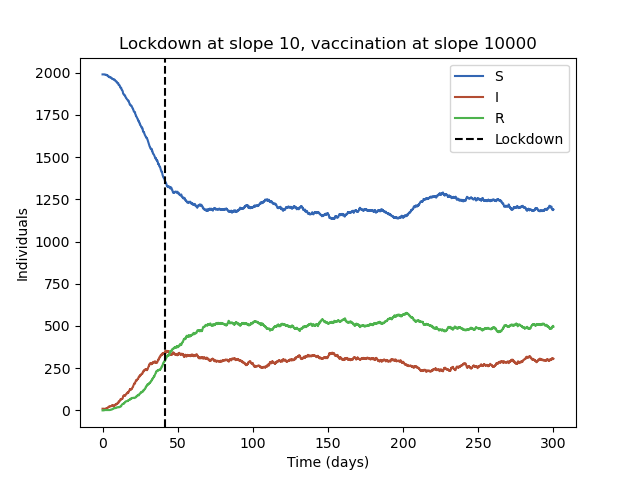 Lockdown at slope 10, vaccination at slope 10000
S
I
R
Lockdown
Individuals
2000
1750
1500
1250
1000
750
500
250
0
0 50 100 150 200 250 300
Time (days)